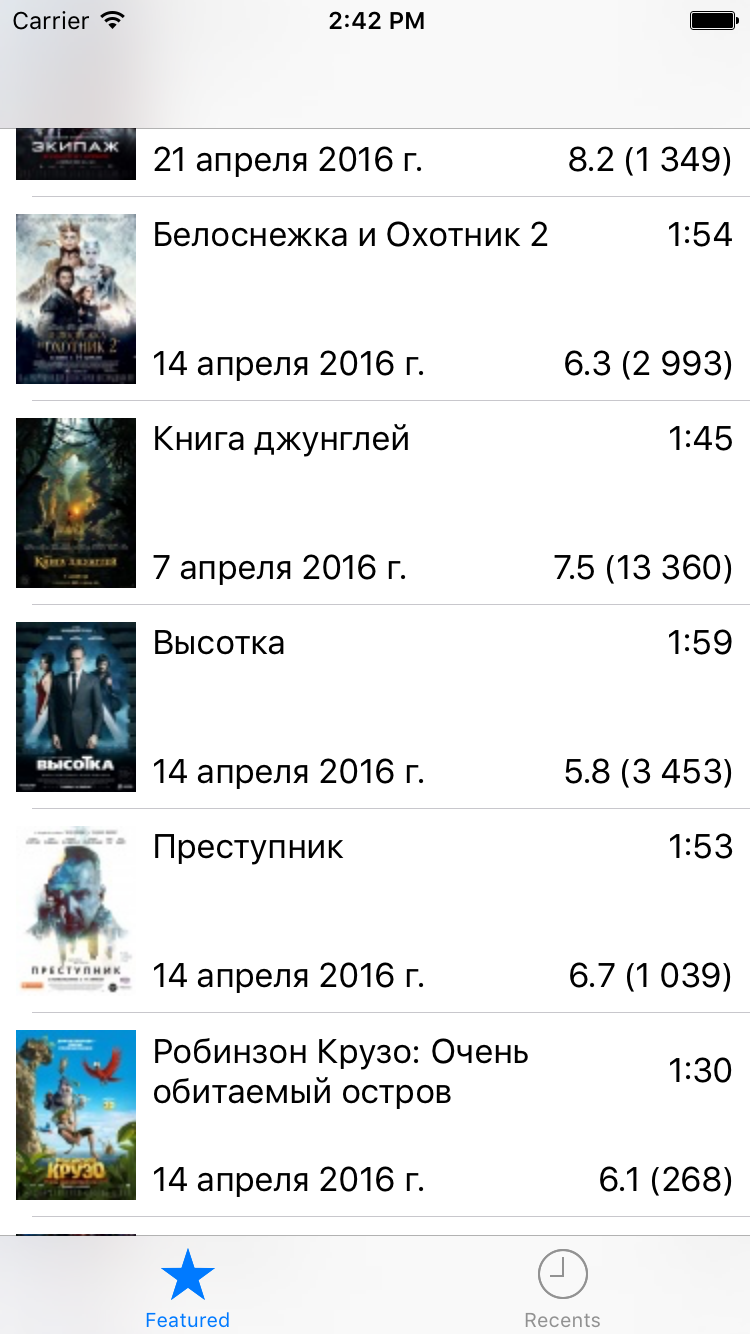 Carrier 2:42 PM
ЭКИПАЖ
21 апреля 2016 г. 8.2 (1 349)
Белоснежка и Охотник 2 1:54
ОХОТНИК 2
14 апреля 2016 г. 6.3 (2 993)
Книга джунглей 1:45
Книга джунглей
7 апреля 2016 г. 7.5 (13 360)
Высотка 1:59
ВЫСОТКА
14 апреля 2016 г. 5.8 (3 453)
Преступник 1:53
ПРЕСТУПНИК
14 апреля 2016 г. 6.7 (1 039)
Робинзон Крузо: Очень
обитаемый остров 1:30
КРУЗО
14 апреля 2016 г. 6.1 (268)
Featured Recents